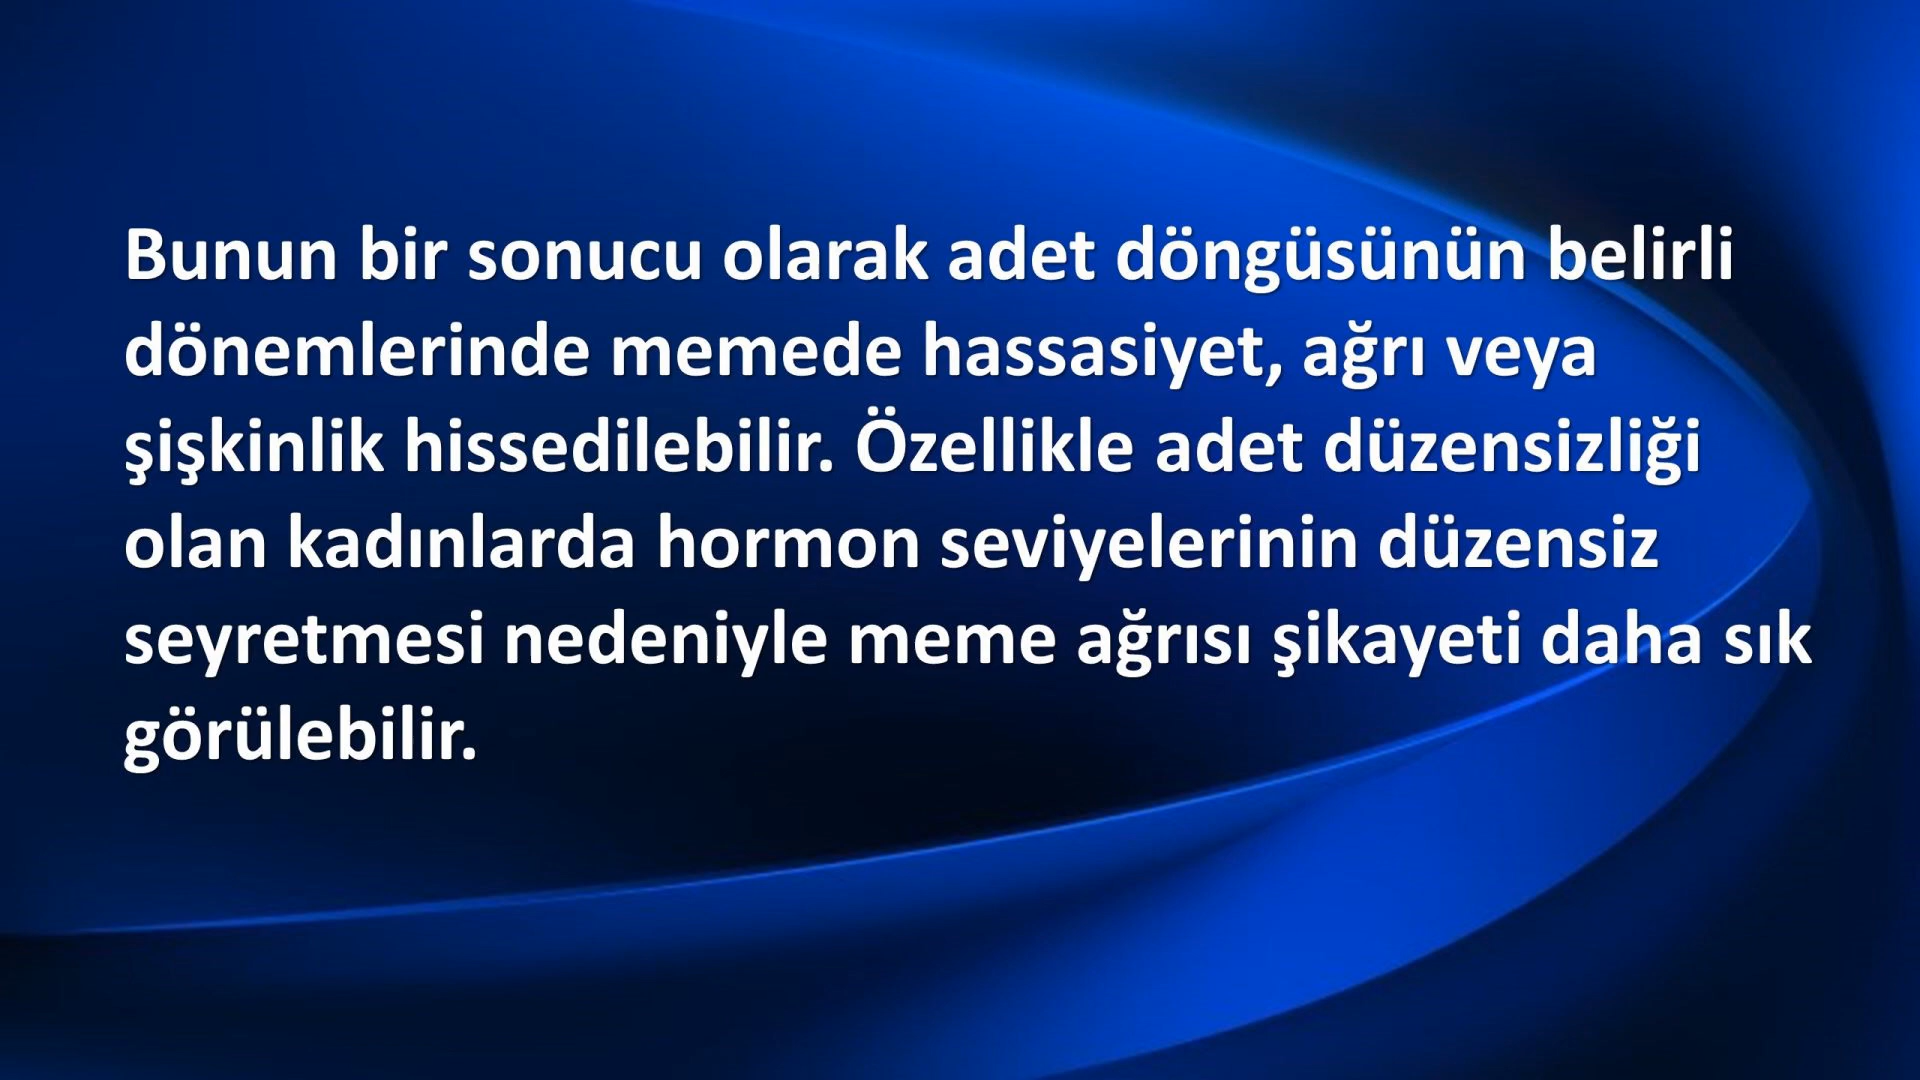 Bunun bir sonucu olarak adet döngüsünün belirli
dönemlerinde memede hassasiyet, ağrı veya
şişkinlik hissedilebilir. Özellikle adet düzensizliği
olan kadınlarda hormon seviyelerinin düzensiz
seyretmesi nedeniyle meme ağrısı şikayeti daha sık
görülebilir.